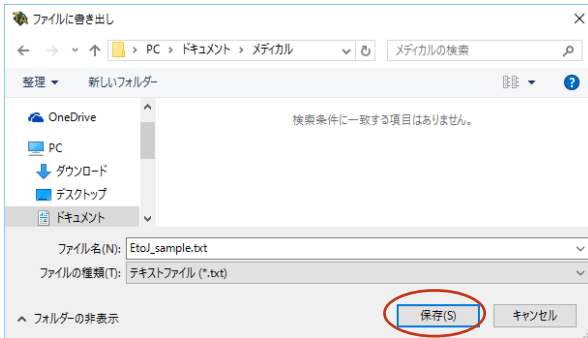 ファイルに書き出し
PC › ドキュメント › メディカル
メディカルの検索
整理 新しいフォルダー
OneDrive
PC
ダウンロード
デスクトップ
ドキュメント
検索条件に一致する項目はありません。
ファイル名(N): EtoJ_sample.txt
ファイルの種類(T): テキストファイル (*.txt)
フォルダーの非表示
保存(S) キャンセル